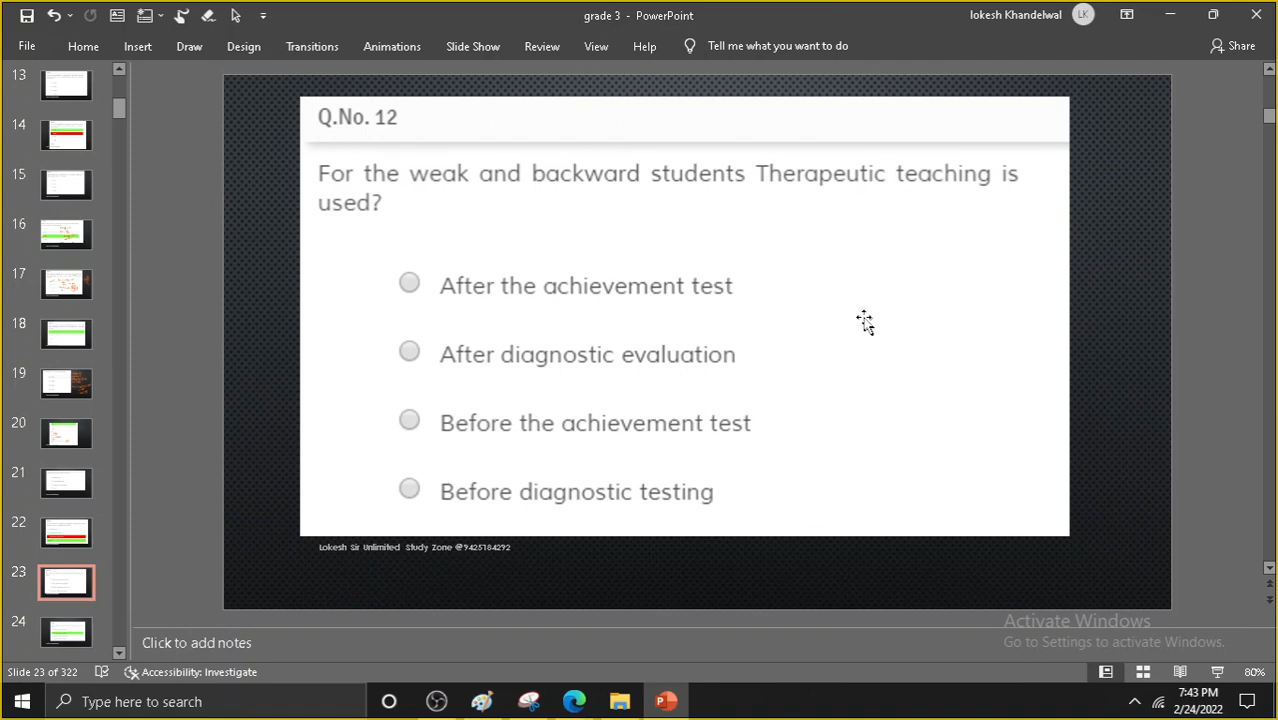 grade 3 - PowerPoint
lokesh Khandelwal
LK
File Home Insert Draw Design Transitions Animations Slide Show Review View Help Tell me what you want to do Share
13
14
15
16
17
18
19
20
21
22
23
24
Q.No. 12
For the weak and backward students Therapeutic teaching is
used?
After the achievement test
After diagnostic evaluation
Before the achievement test
Before diagnostic testing
Lokesh Sir Unlimited Study Zone @9425184292
Activate Windows
Go to Settings to activate Windows.
Click to add notes
Slide 23 of 322
Accessibility: Investigate
80%
Type here to search
7:43 PM
2/24/2022